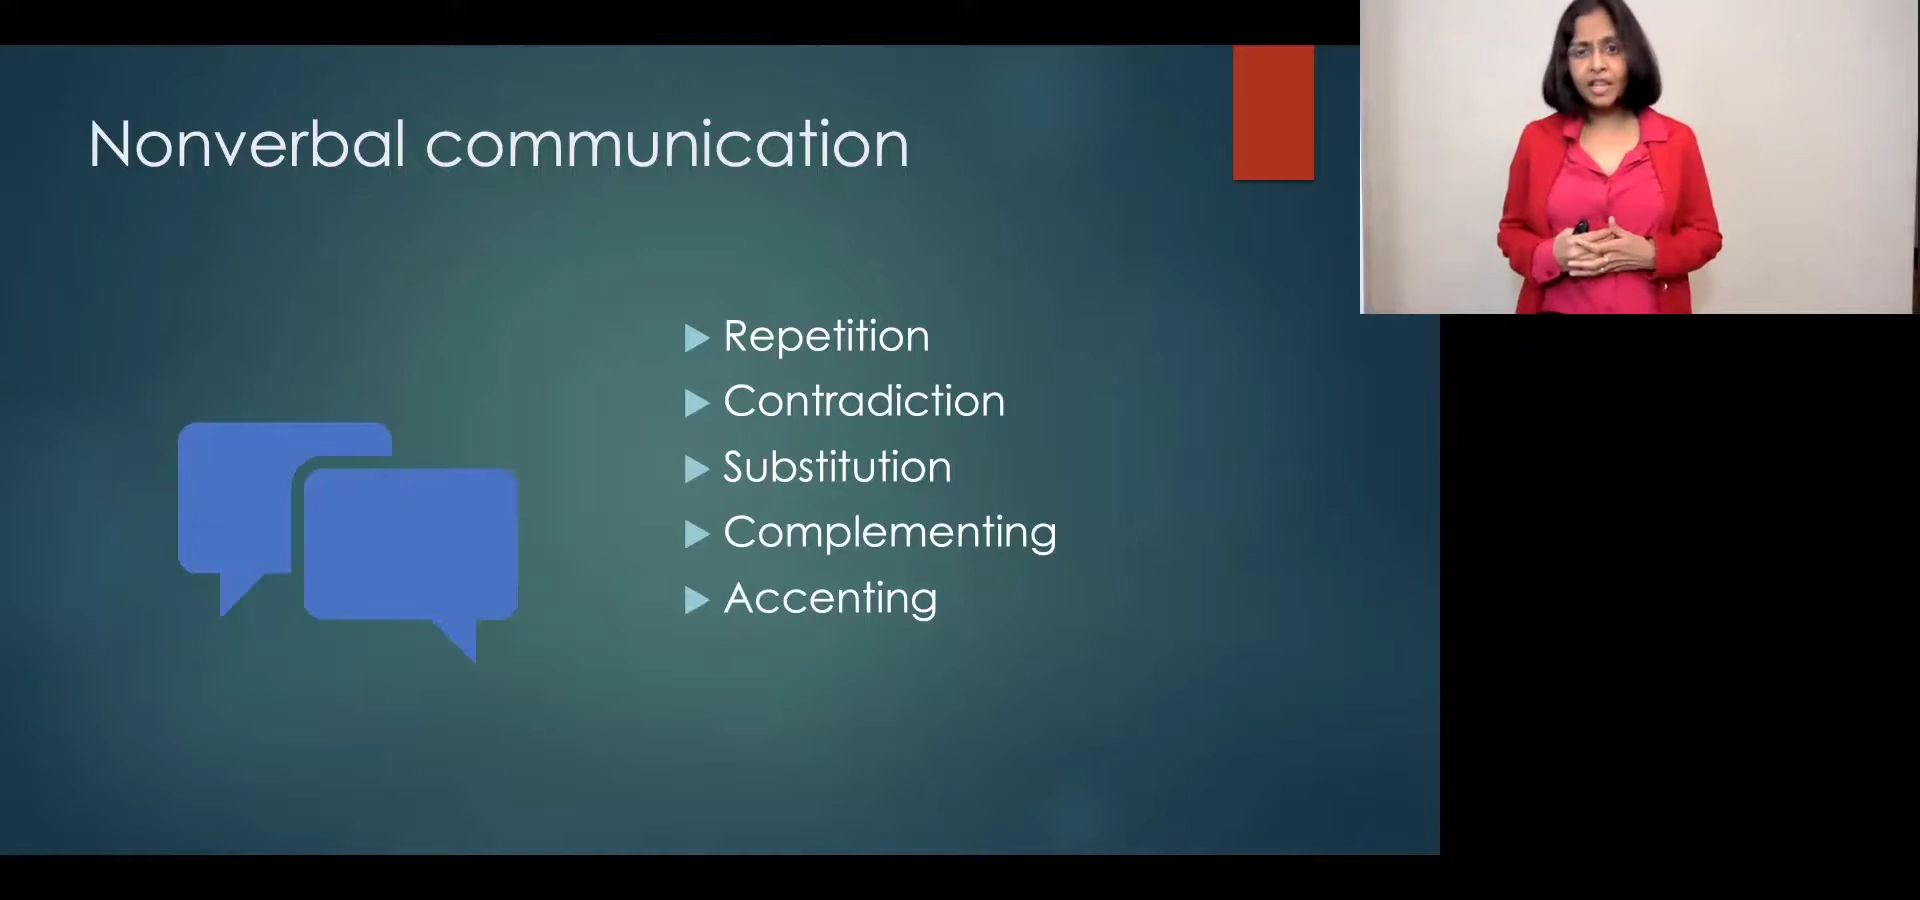 Nonverbal communication
Repetition
Contradiction
Substitution
Complementing
Accenting